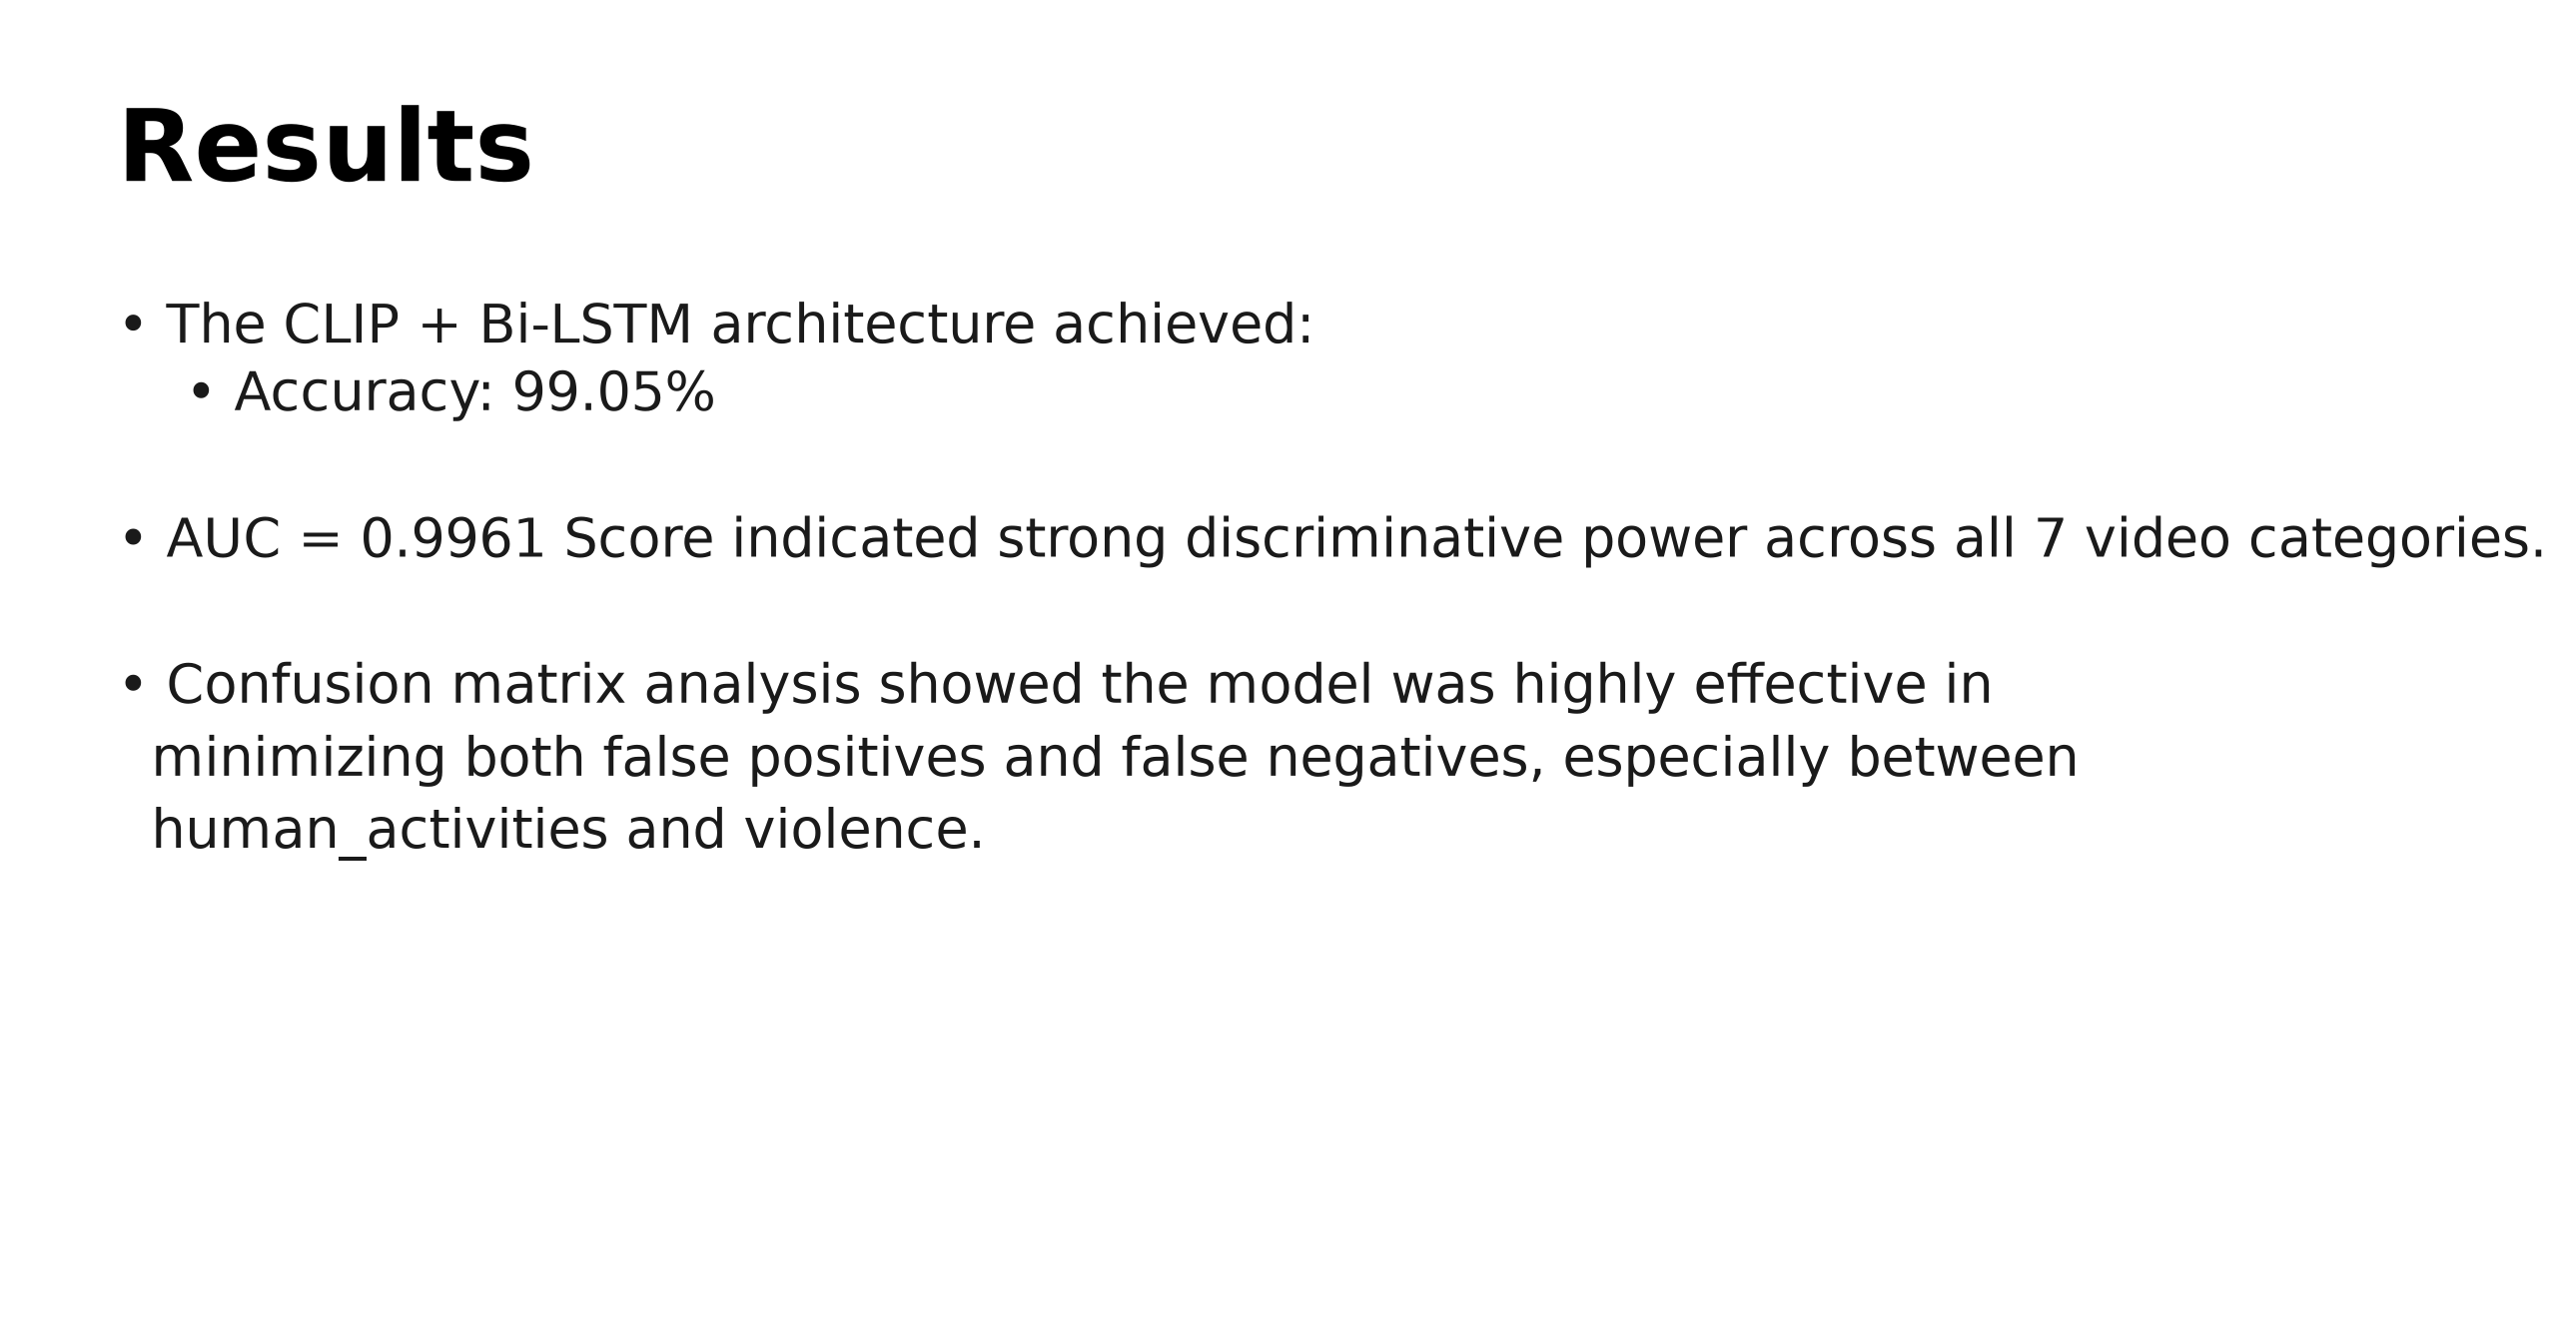 Results
• The CLIP + Bi-LSTM architecture achieved:
• Accuracy: 99.05%
• AUC = 0.9961 Score indicated strong discriminative power across all 7 video categories.
• Confusion matrix analysis showed the model was highly effective in
minimizing both false positives and false negatives, especially between
human_activities and violence.